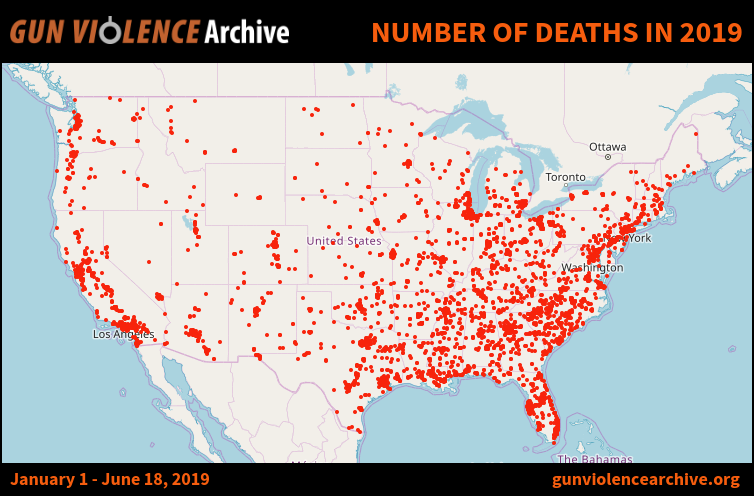 GUN VIOLENCE Archive
NUMBER OF DEATHS IN 2019
Ottawa
Toronto
United States
York
Washington
Los Angeles
The Bahamas
January 1 - June 18, 2019
gunviolencearchive.org